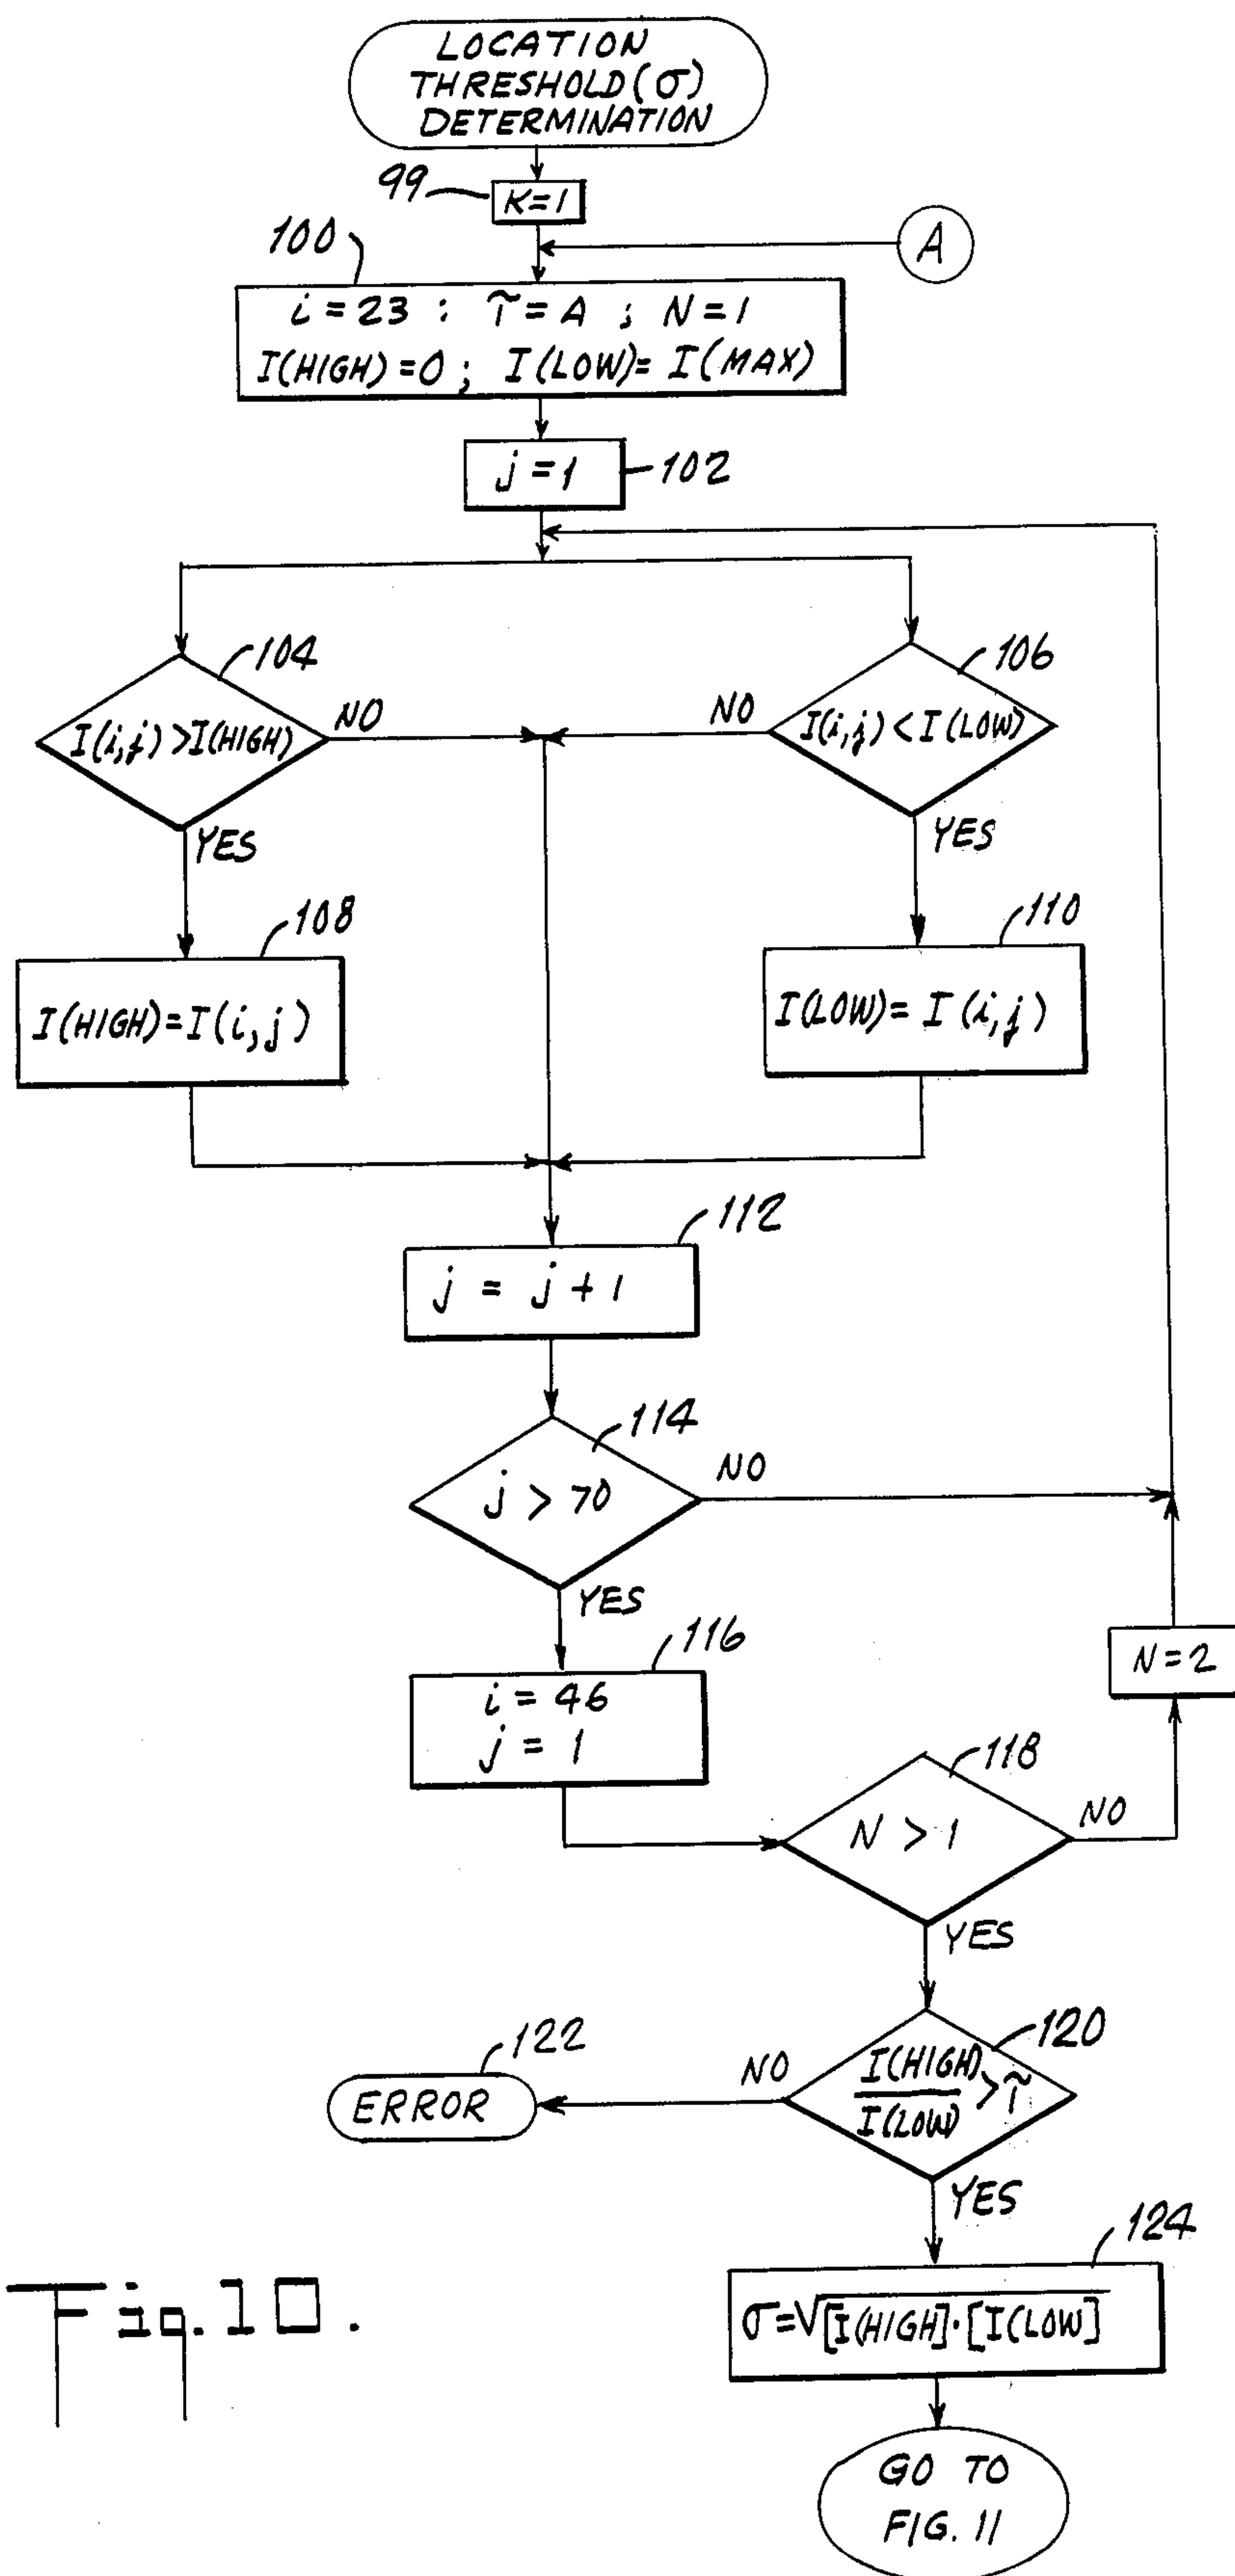 LOCATION
THRESHOLD (σ)
DETERMINATION
99
K=1
A
100
i = 23 : τ̃ = A ; N = 1
I(HIGH) = 0 ; I(LOW) = I(MAX)
j = 1
102
104
I(i,j) > I(HIGH)
NO
YES
106
I(i,j) < I(LOW)
NO
YES
108
I(HIGH) = I(i,j)
110
I(LOW) = I(i,j)
112
j = j + 1
114
j > 70
NO
YES
116
i = 46
j = 1
N = 2
118
N > 1
NO
YES
120
I(HIGH)
I(LOW) > τ̃
NO
122
ERROR
YES
124
σ = √[I(HIGH]·[I(LOW]
GO TO
FIG. 11
Fig. 10.